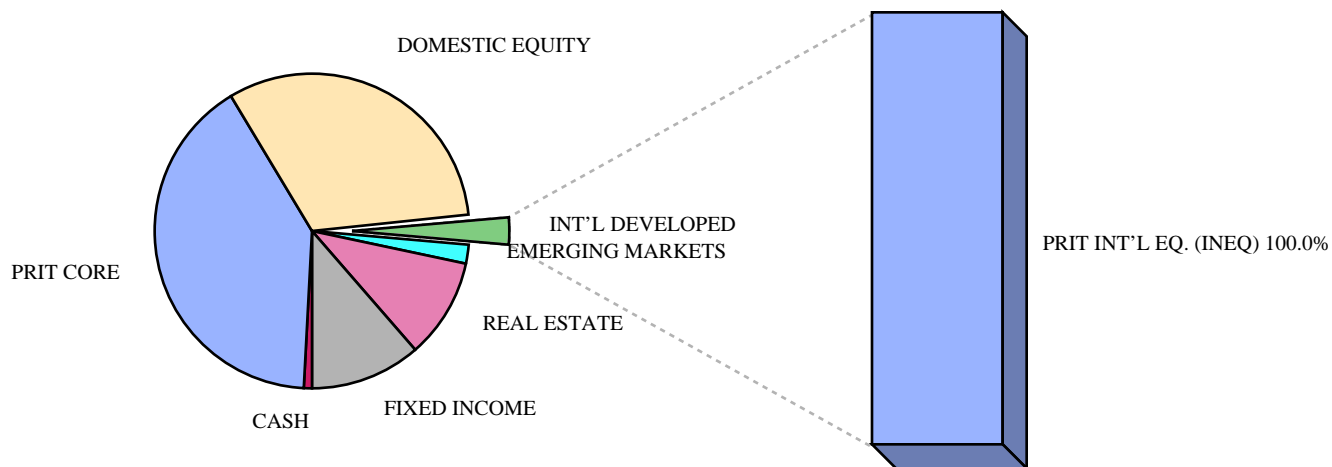 DOMESTIC EQUITY
INT'L DEVELOPED
EMERGING MARKETS
PRIT INT'L EQ. (INEQ) 100.0%
PRIT CORE
REAL ESTATE
FIXED INCOME
CASH